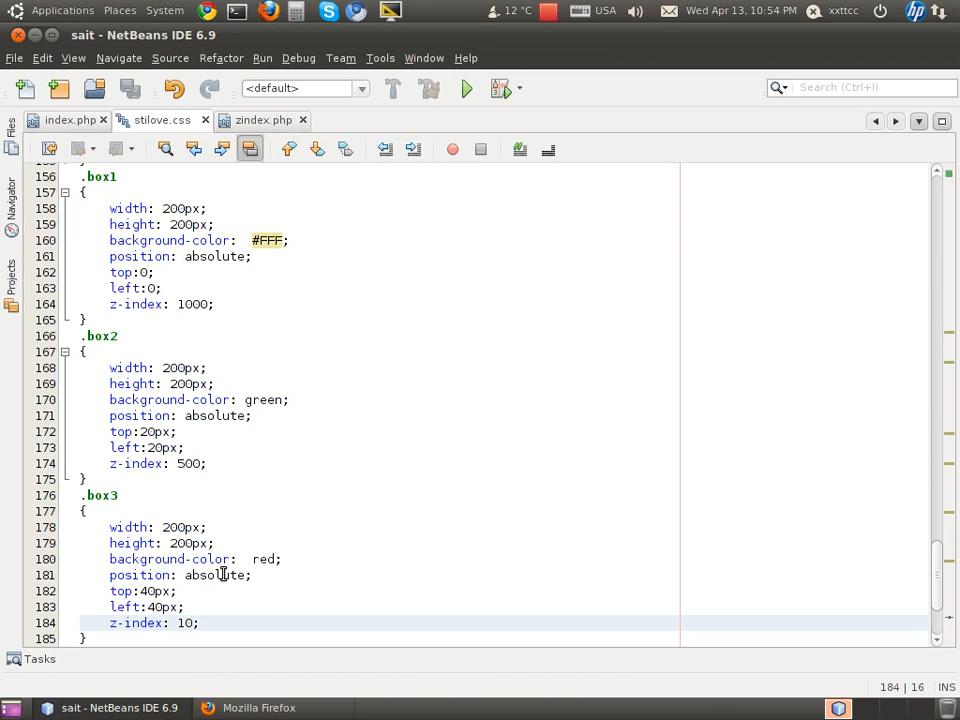 Applications Places System 12 °C USA Wed Apr 13, 10:54 PM xxttcc
sait - NetBeans IDE 6.9
File Edit View Navigate Source Refactor Run Debug Team Tools Window Help
<default> Search (Ctrl+I)
index.php stilove.css zindex.php
Files
Navigator
Projects
156 .box1
157 {
158 width: 200px;
159 height: 200px;
160 background-color: #FFF;
161 position: absolute;
162 top:0;
163 left:0;
164 z-index: 1000;
165 }
166 .box2
167 {
168 width: 200px;
169 height: 200px;
170 background-color: green;
171 position: absolute;
172 top:20px;
173 left:20px;
174 z-index: 500;
175 }
176 .box3
177 {
178 width: 200px;
179 height: 200px;
180 background-color: red;
181 position: absolute;
182 top:40px;
183 left:40px;
184 z-index: 10;
185 }
Tasks
184 | 16 INS
sait - NetBeans IDE 6.9 Mozilla Firefox